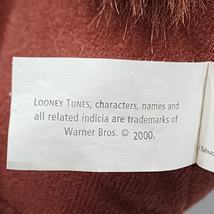 LOONEY TUNES, characters, names and
all related indicia are trademarks of
Warner Bros. © 2000.